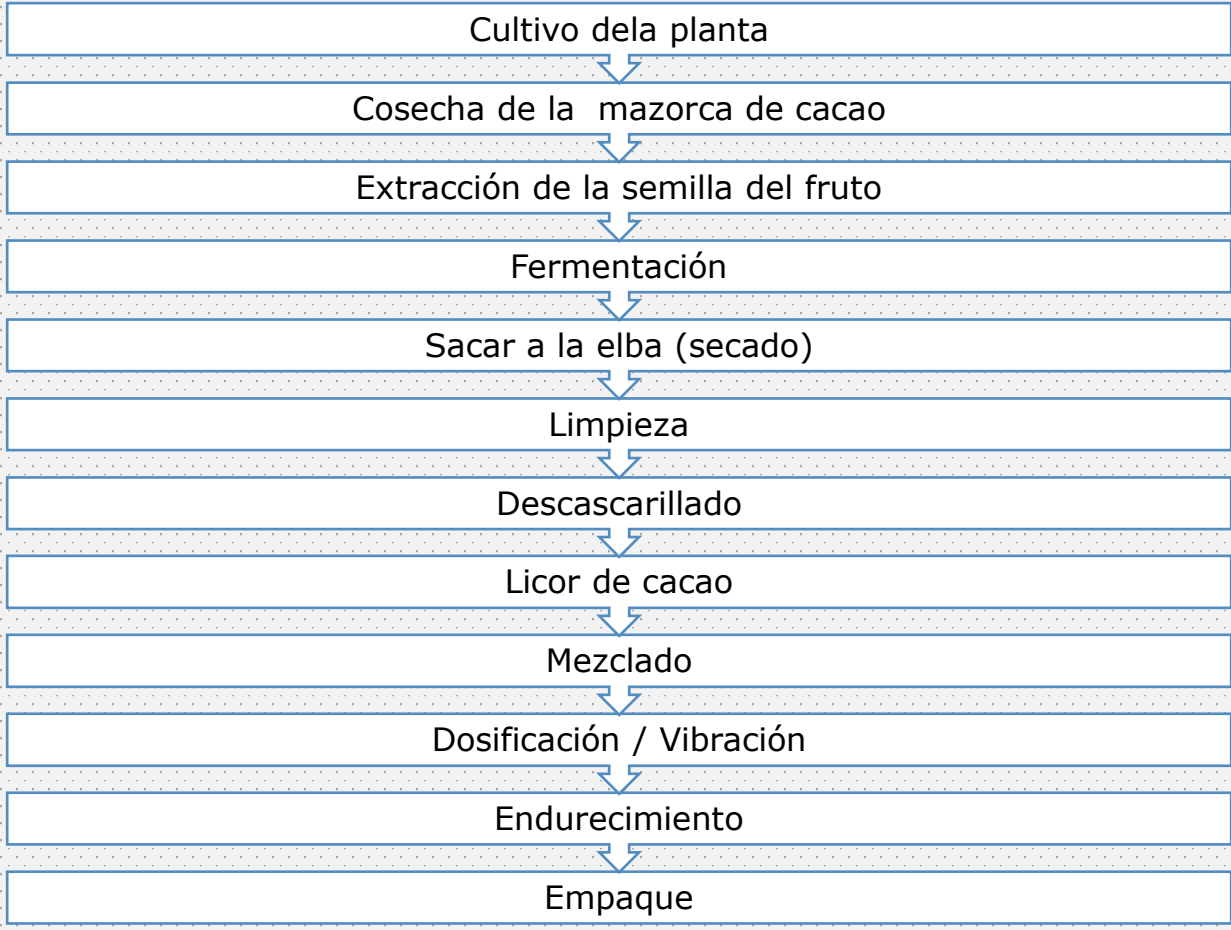 Cultivo dela planta
Cosecha de la  mazorca de cacao
Extracción de la semilla del fruto
Fermentación
Sacar a la elba (secado)
Limpieza
Descascarillado
Licor de cacao
Mezclado
Dosificación / Vibración
Endurecimiento
Empaque